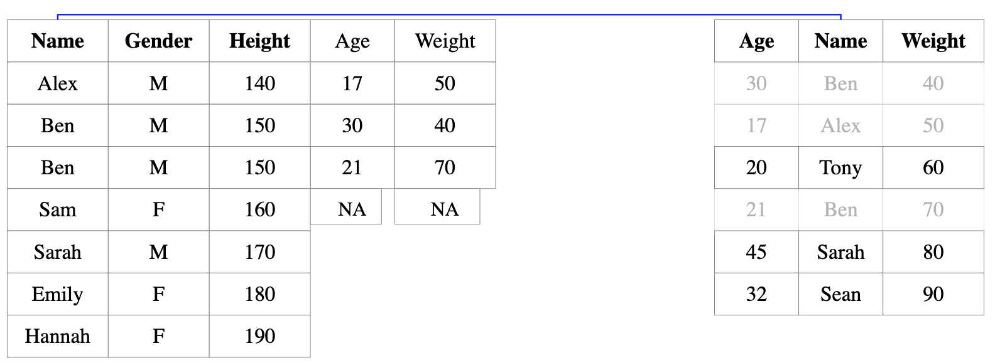 Name Gender Height Age Weight
Alex M 140 17 50
Ben M 150 30 40
Ben M 150 21 70
Sam F 160 NA NA
Sarah M 170
Emily F 180
Hannah F 190
Age Name Weight
30 Ben 40
17 Alex 50
20 Tony 60
21 Ben 70
45 Sarah 80
32 Sean 90